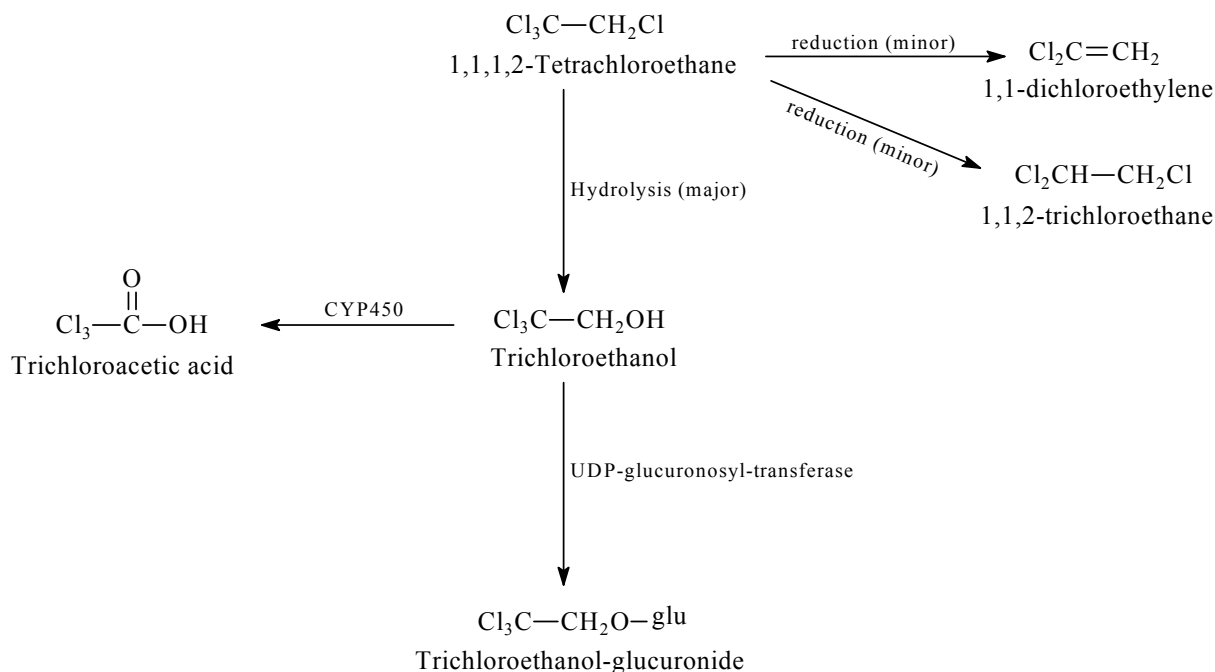 Cl₃C—CH₂Cl
1,1,1,2-Tetrachloroethane
reduction (minor)
Cl₂C=CH₂
1,1-dichloroethylene
reduction (minor)
Cl₂CH—CH₂Cl
1,1,2-trichloroethane
Hydrolysis (major)
O
Cl₃—C—OH
Trichloroacetic acid
CYP450
Cl₃C—CH₂OH
Trichloroethanol
UDP-glucuronosyl-transferase
Cl₃C—CH₂O—glu
Trichloroethanol-glucuronide